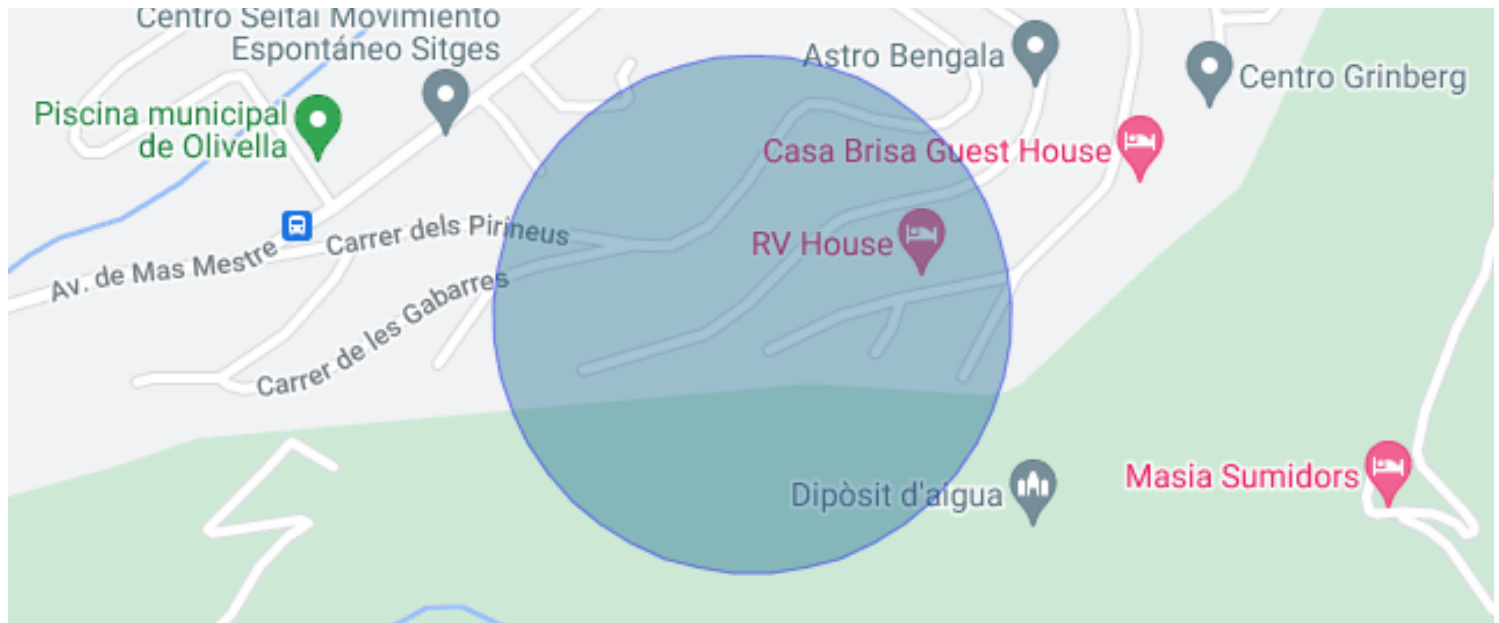 Centro Seitai Movimiento
Espontáneo Sitges
Astro Bengala
Centro Grinberg
Piscina municipal
de Olivella
Casa Brisa Guest House
Carrer dels Pirineus
RV House
Av. de Mas Mestre
Carrer de les Gabarres
Masia Sumidors
Dipòsit d'aigua